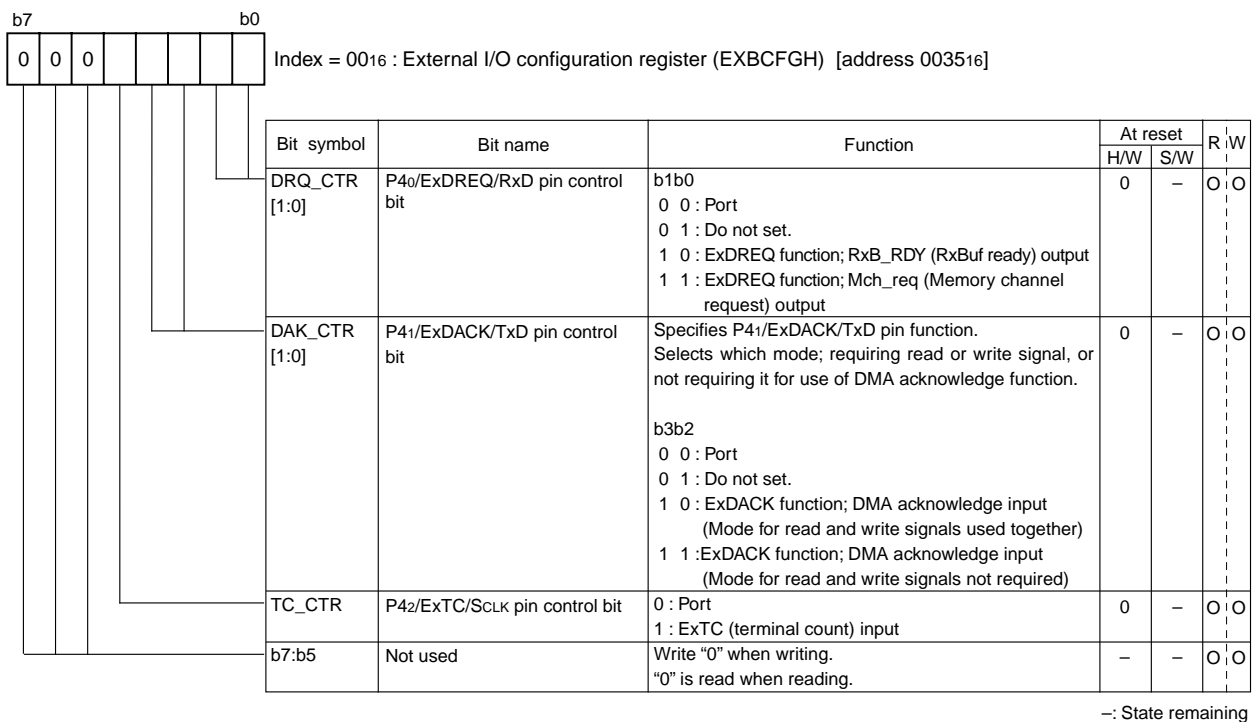 b7 b0
0 0 0 Index = 0016 : External I/O configuration register (EXBCFGH) [address 003516]
Bit symbol Bit name Function At reset R W
H/W S/W
DRQ_CTR P40/ExDREQ/RxD pin control b1b0 0 – O O
[1:0] bit 0 0 : Port
0 1 : Do not set.
1 0 : ExDREQ function; RxB_RDY (RxBuf ready) output
1 1 : ExDREQ function; Mch_req (Memory channel
request) output
DAK_CTR P41/ExDACK/TxD pin control Specifies P41/ExDACK/TxD pin function. 0 – O O
[1:0] bit Selects which mode; requiring read or write signal, or
not requiring it for use of DMA acknowledge function.
b3b2
0 0 : Port
0 1 : Do not set.
1 0 : ExDACK function; DMA acknowledge input
(Mode for read and write signals used together)
1 1 :ExDACK function; DMA acknowledge input
(Mode for read and write signals not required)
TC_CTR P42/ExTC/SCLK pin control bit 0 : Port 0 – O O
1 : ExTC (terminal count) input
b7:b5 Not used Write “0” when writing. – – O O
“0” is read when reading.
–: State remaining